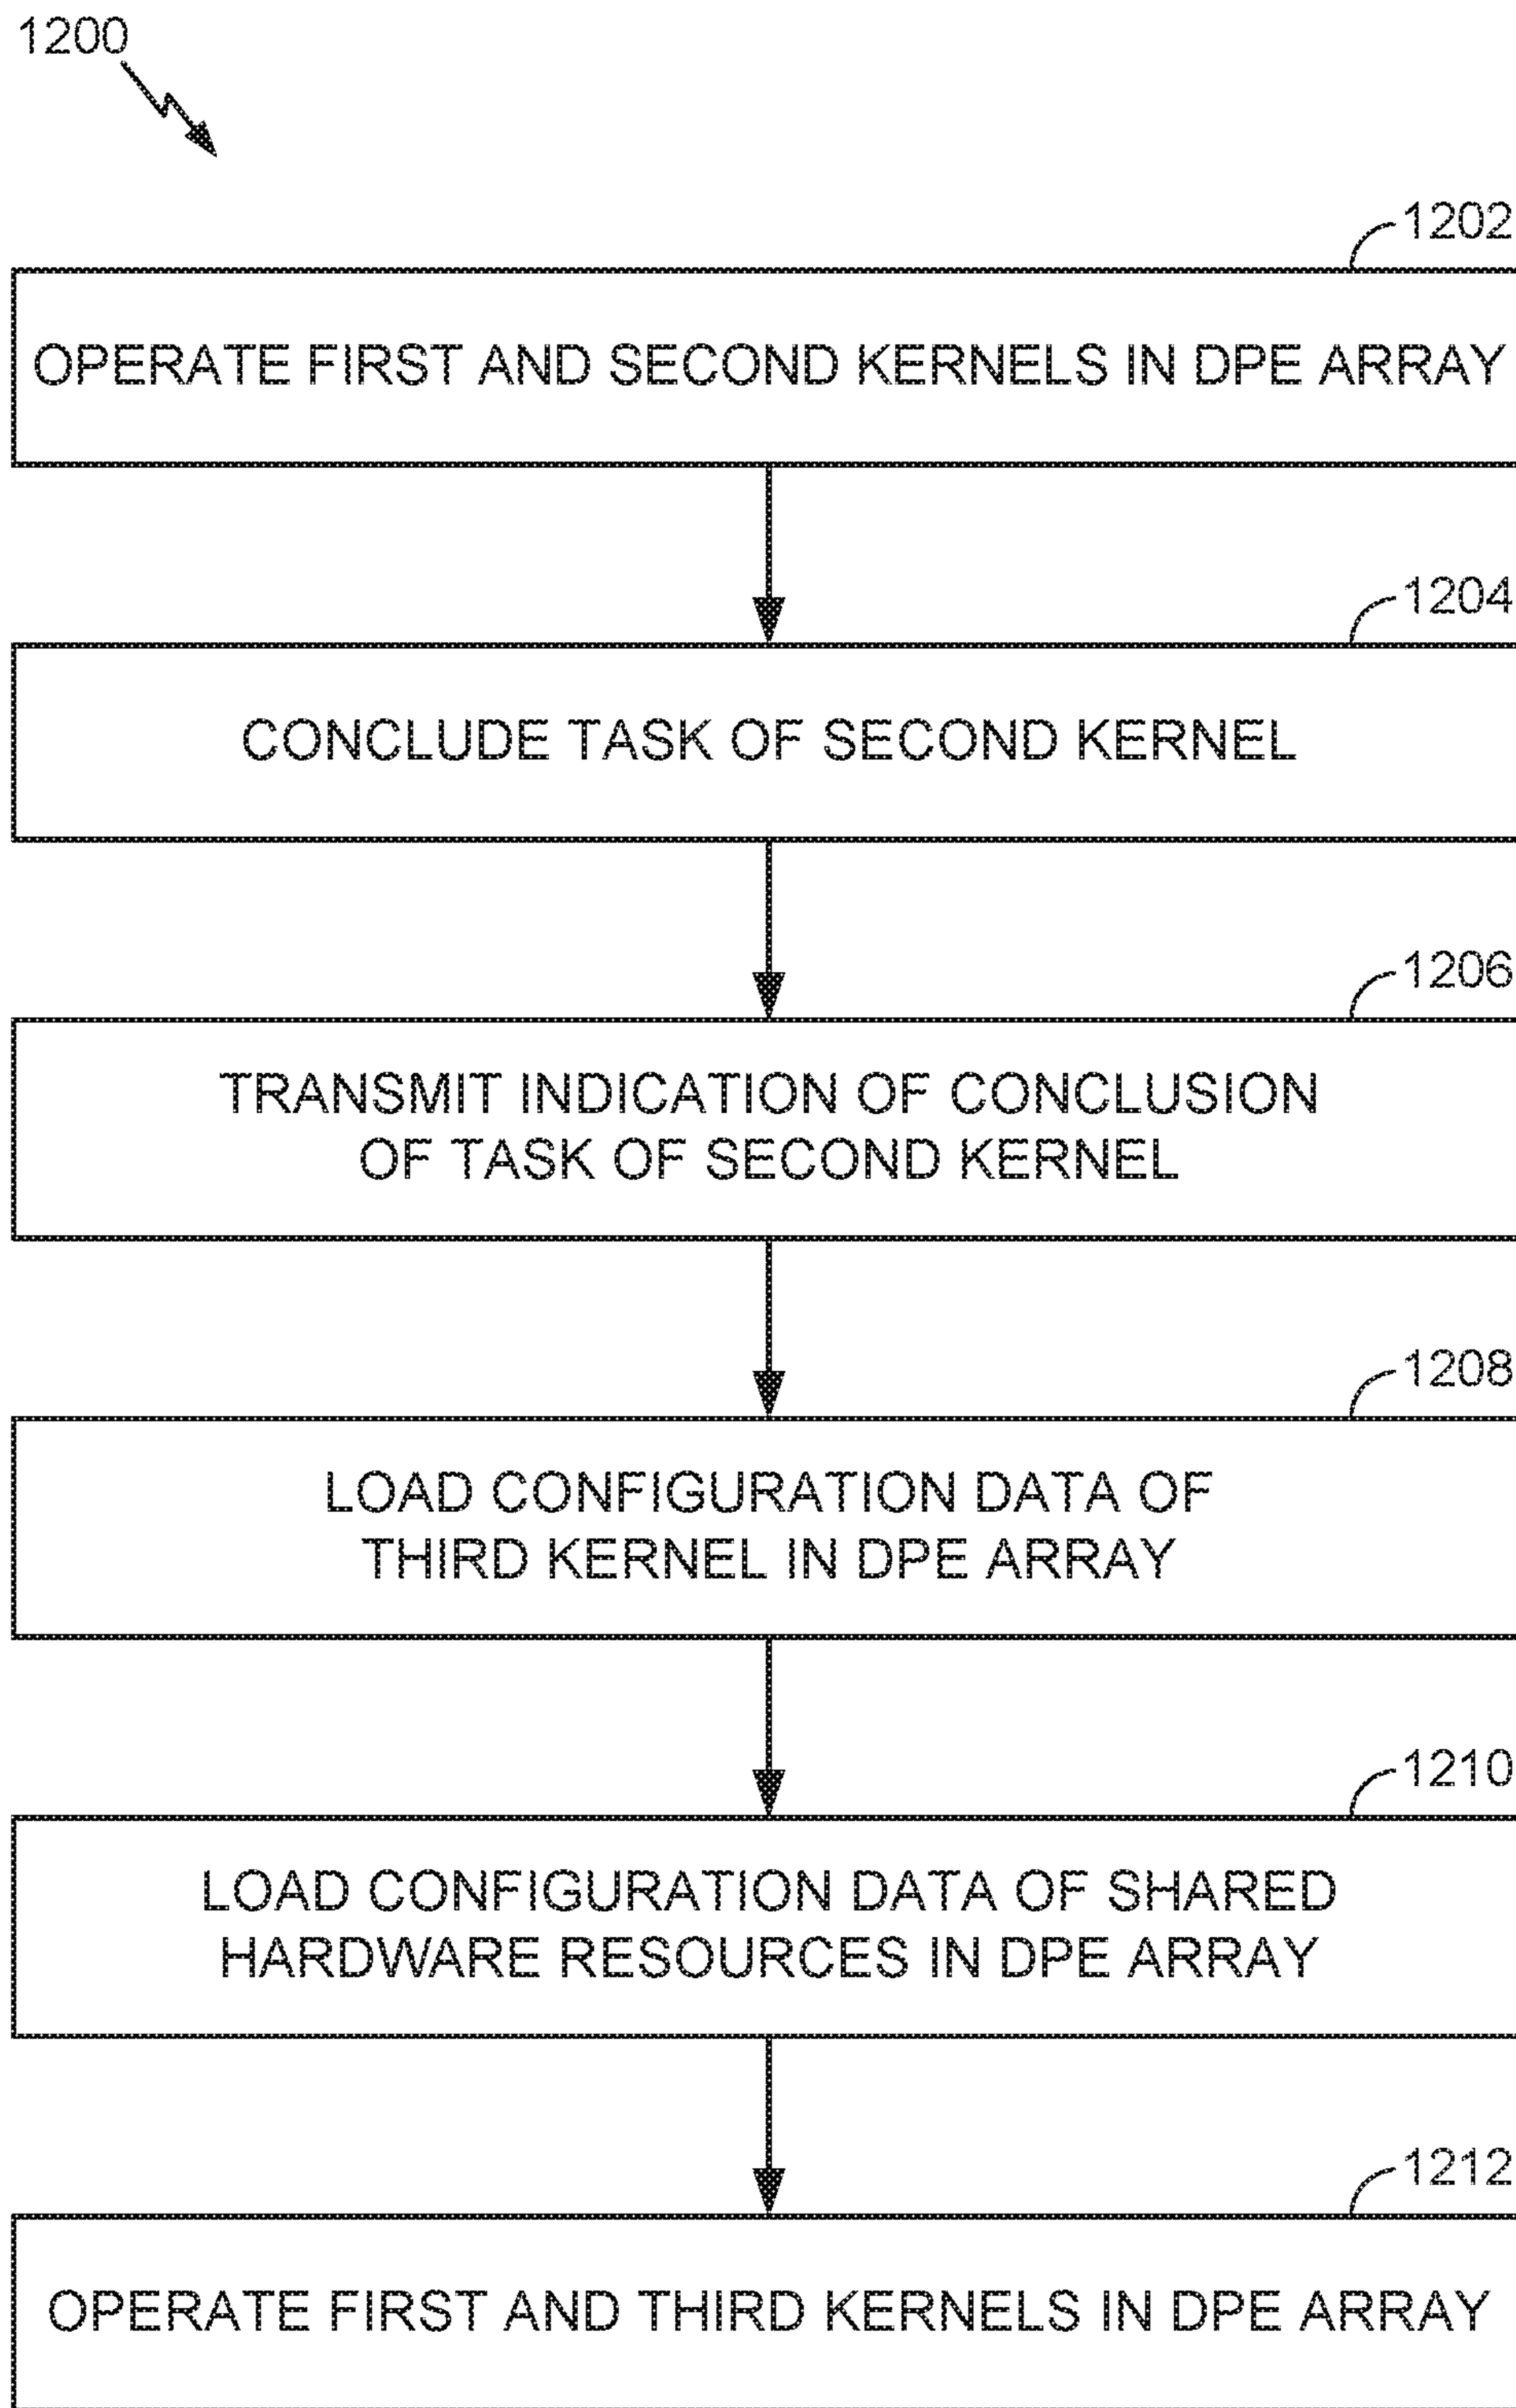 1200
1202
OPERATE FIRST AND SECOND KERNELS IN DPE ARRAY
1204
CONCLUDE TASK OF SECOND KERNEL
1206
TRANSMIT INDICATION OF CONCLUSION
OF TASK OF SECOND KERNEL
1208
LOAD CONFIGURATION DATA OF
THIRD KERNEL IN DPE ARRAY
1210
LOAD CONFIGURATION DATA OF SHARED
HARDWARE RESOURCES IN DPE ARRAY
1212
OPERATE FIRST AND THIRD KERNELS IN DPE ARRAY